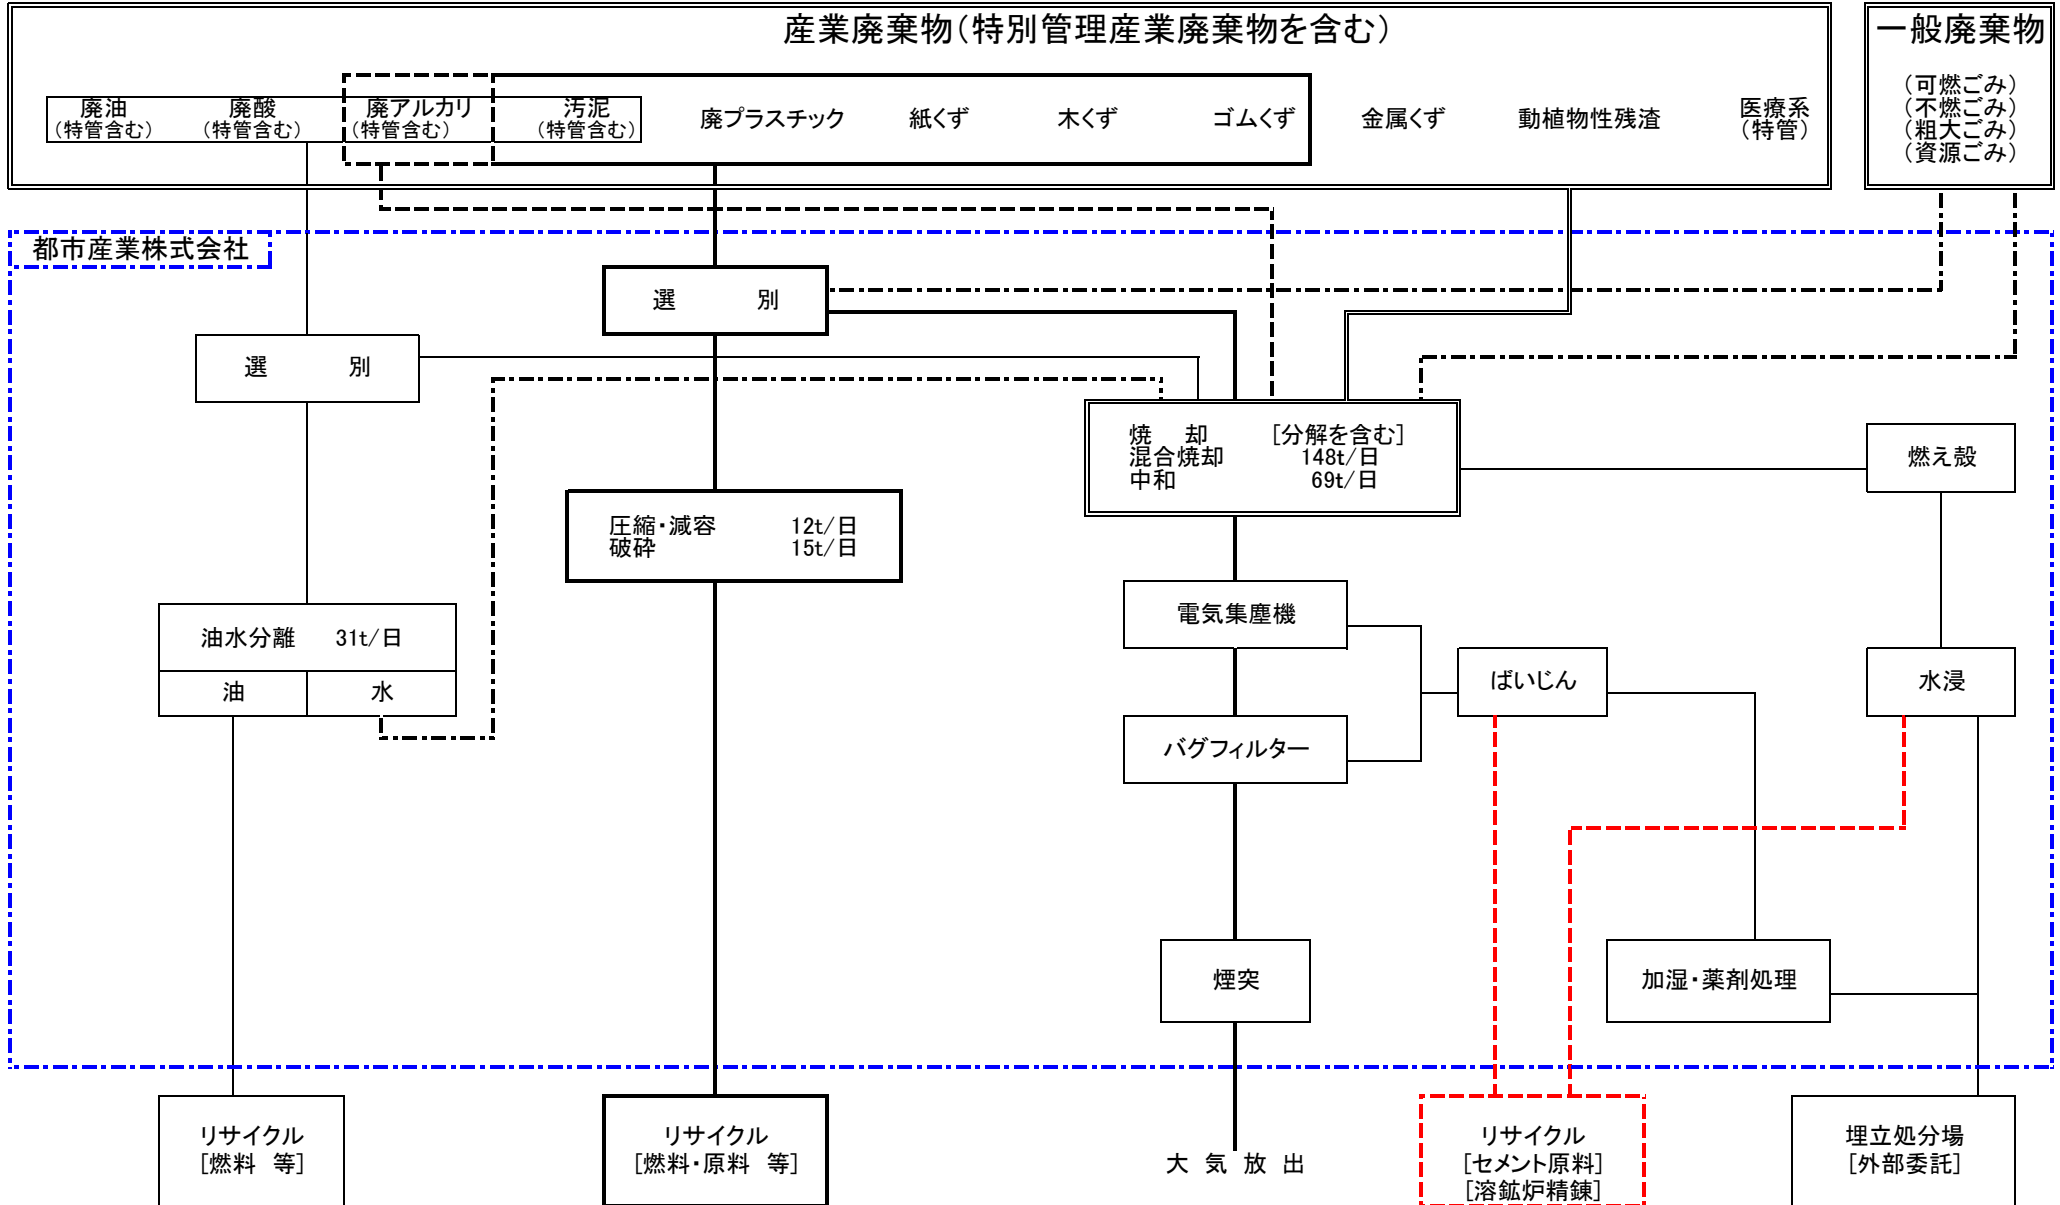 産業廃棄物(特別管理産業廃棄物を含む)
一般廃棄物
(可燃ごみ)
(不燃ごみ)
(粗大ごみ)
(資源ごみ)
廃油
(特管含む)
廃酸
(特管含む)
廃アルカリ
(特管含む)
汚泥
(特管含む)
廃プラスチック
紙くず
木くず
ゴムくず
金属くず
動植物性残渣
医療系
(特管)
都市産業株式会社
選 別
選 別
焼 却 [分解を含む]
混合焼却 148t/日
中和 69t/日
燃え殻
圧縮・減容 12t/日
破砕 15t/日
電気集塵機
油水分離 31t/日
油
水
ばいじん
水浸
バグフィルター
煙突
加湿・薬剤処理
リサイクル
[燃料 等]
リサイクル
[燃料・原料 等]
大 気 放 出
リサイクル
[セメント原料]
[溶鉱炉精錬]
埋立処分場
[外部委託]